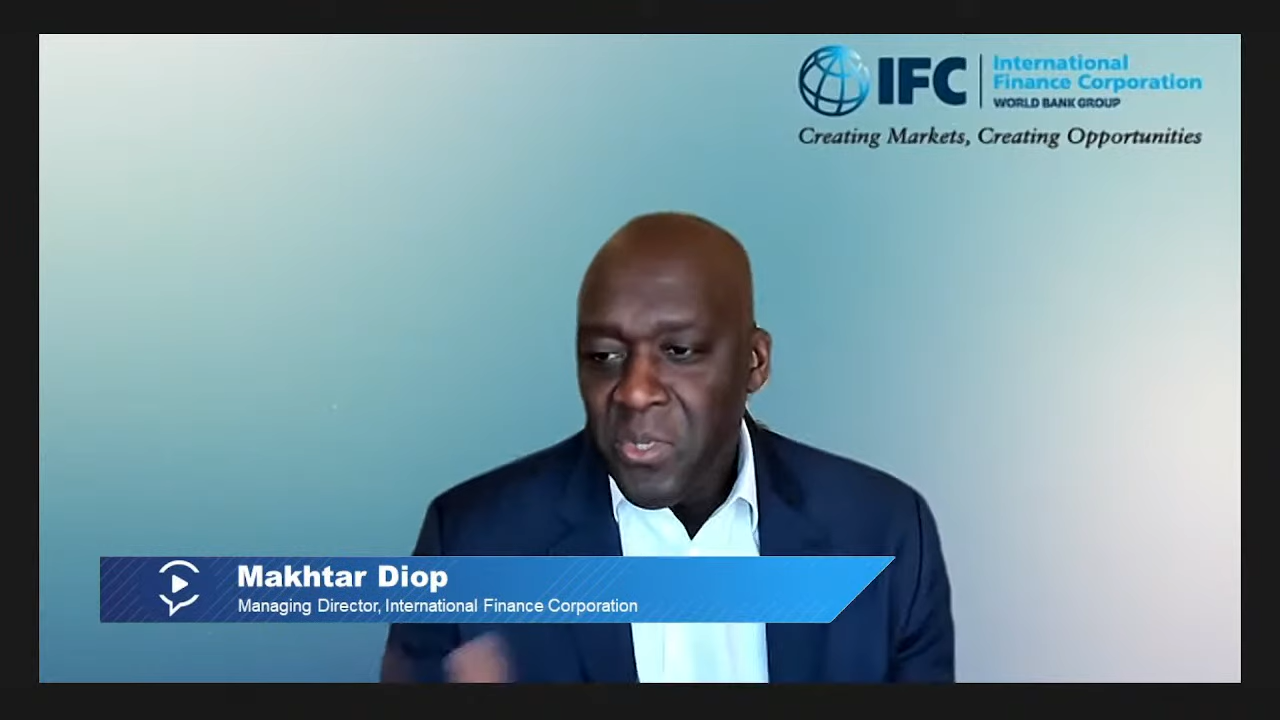 IFC
International
Finance Corporation
WORLD BANK GROUP
Creating Markets, Creating Opportunities
Makhtar Diop
Managing Director, International Finance Corporation